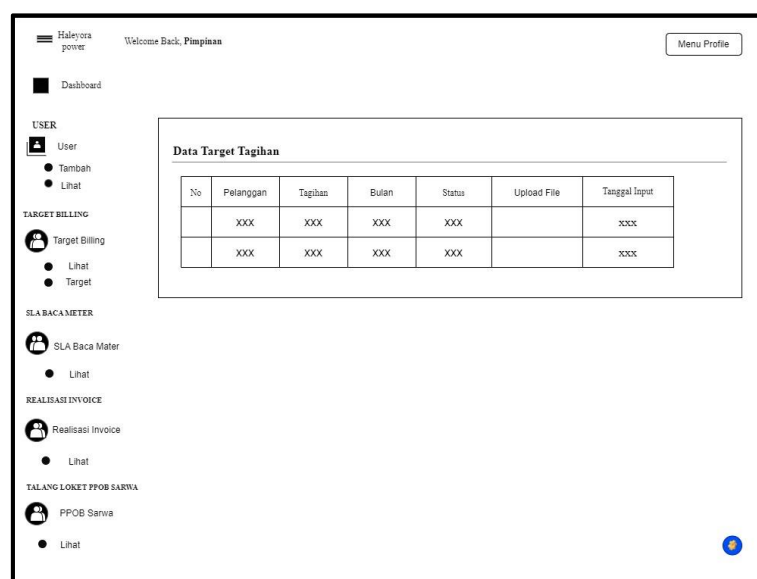 Haleyora
power
Welcome Back, Pimpinan
Menu Profile
Dashboard
USER
User
Tambah
Lihat
TARGET BILLING
Target Billing
Lihat
Target
SLA BACA METER
SLA Baca Mater
Lihat
REALISASI INVOICE
Realisasi Invoice
Lihat
TALANG LOKET PPOB SARWA
PPOB Sarwa
Lihat
Data Target Tagihan
No Pelanggan Tagihan Bulan Status Upload File Tanggal Input
XXX XXX XXX XXX xxx
XXX XXX XXX XXX xxx